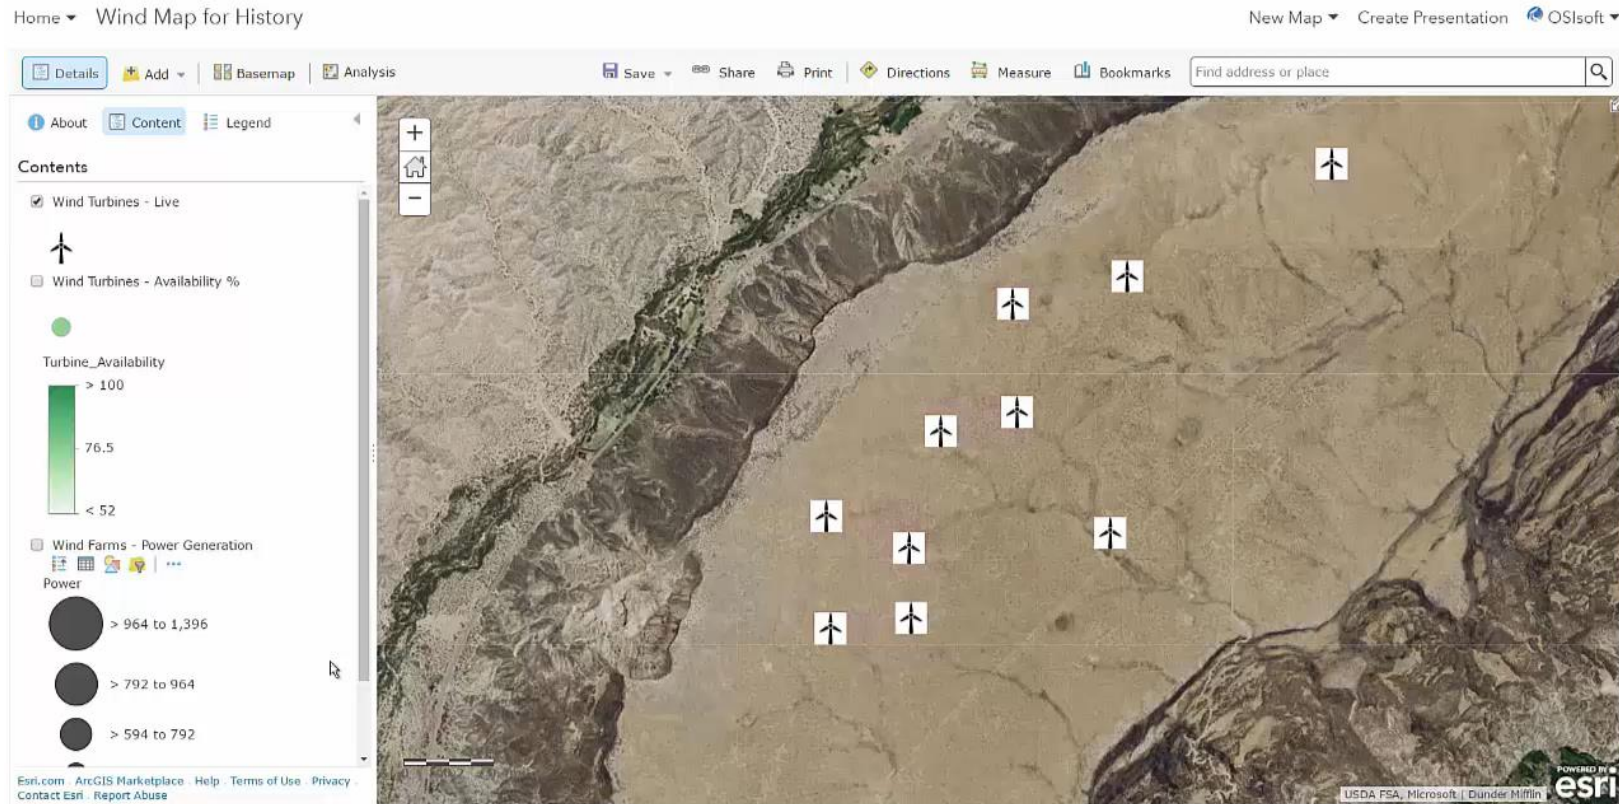 Home Wind Map for History New Map Create Presentation OSIsoft
Details Add Basemap Analysis Save Share Print Directions Measure Bookmarks Find address or place
About Content Legend
Contents
Wind Turbines - Live
Wind Turbines - Availability %
Turbine_Availability
> 100
76.5
< 52
Wind Farms - Power Generation
Power
> 964 to 1,396
> 792 to 964
> 594 to 792
Esri.com . ArcGIS Marketplace . Help . Terms of Use . Privacy .
Contact Esri . Report Abuse
POWERED BY
esri
USDA FSA, Microsoft | Dunder Mifflin